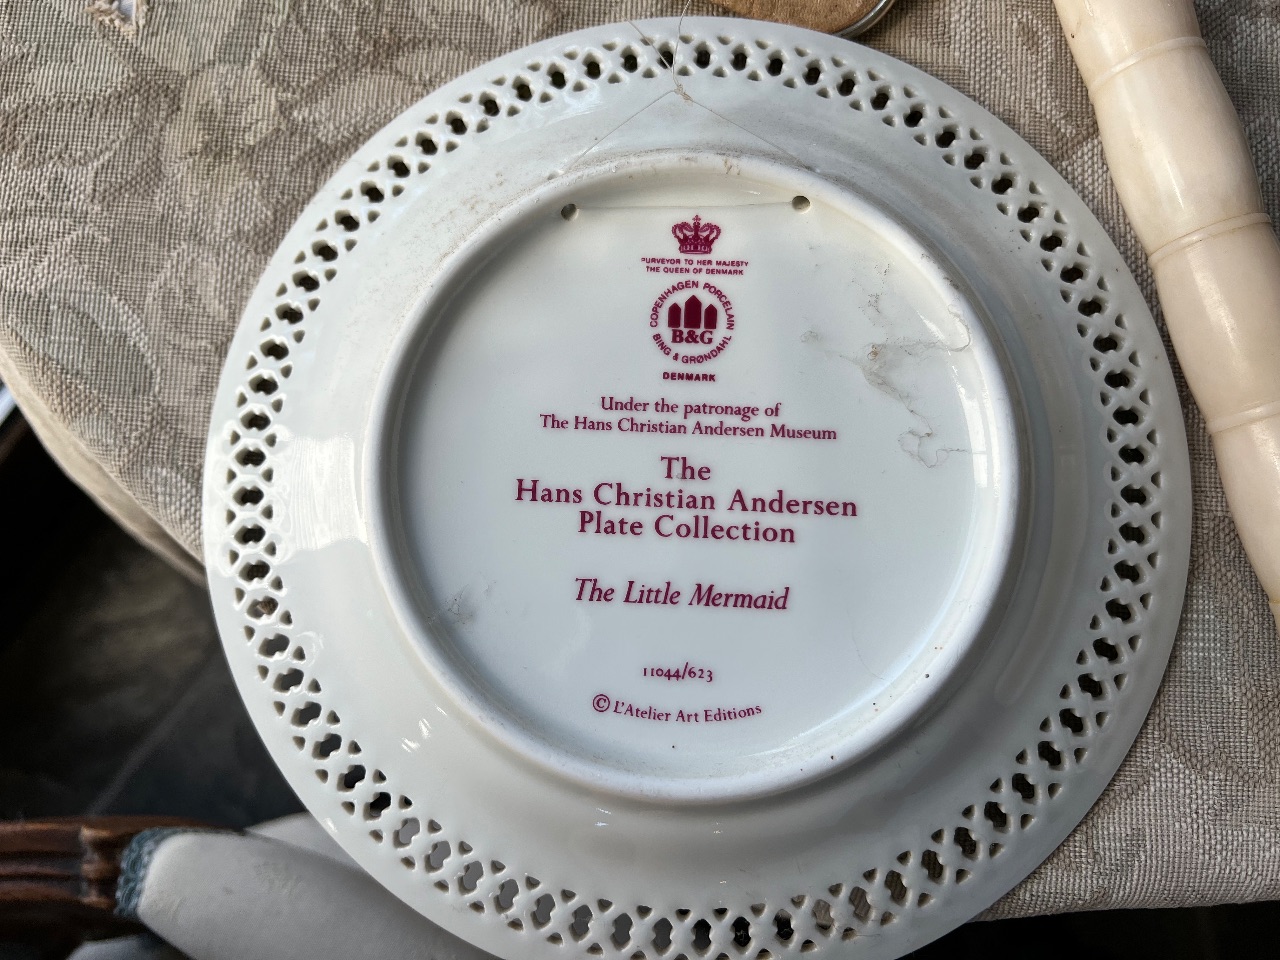 PURVEYOR TO HER MAJESTY
THE QUEEN OF DENMARK
COPENHAGEN PORCELAIN
B&G
BING & GRØNDAHL
DENMARK
Under the patronage of
The Hans Christian Andersen Museum
The
Hans Christian Andersen
Plate Collection
The Little Mermaid
11044/623
© L'Atelier Art Editions